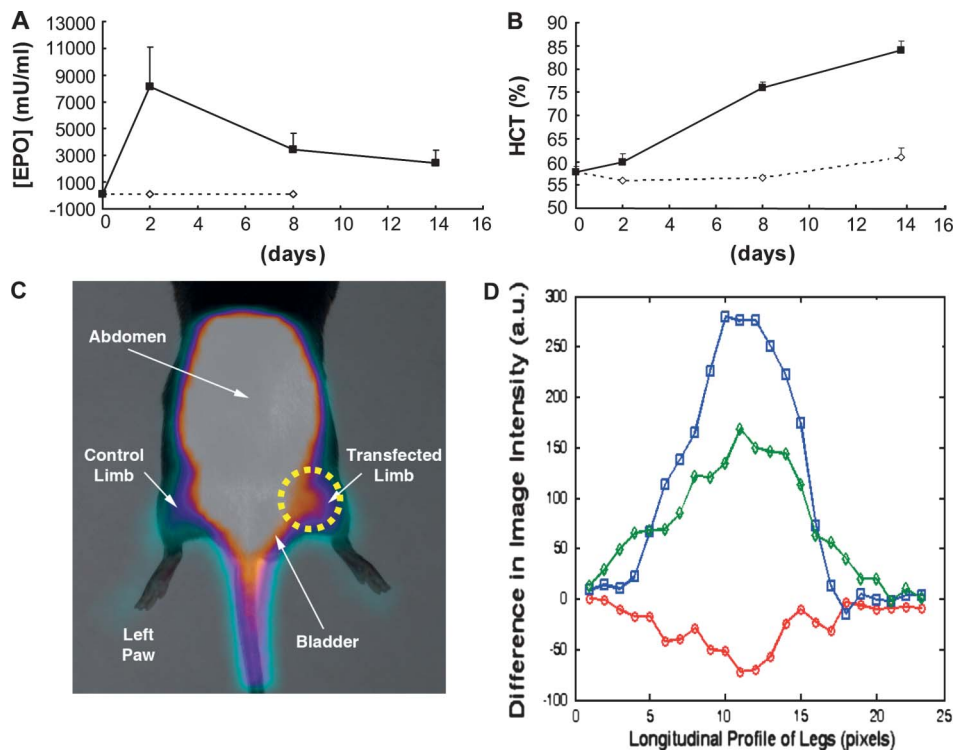 A
13000
11000
9000
7000
5000
3000
1000
-1000
[EPO] (mU/ml)
0 2 4 6 8 10 12 14 16
(days)
B
90
85
80
75
70
65
60
55
50
HCT (%)
0 2 4 6 8 10 12 14 16
(days)
C
Abdomen
Control
Limb
Transfected
Limb
Left
Paw
Bladder
D
300
250
200
150
100
50
0
-50
-100
Difference in Image Intensity (a.u.)
0 5 10 15 20 25
Longitudinal Profile of Legs (pixels)